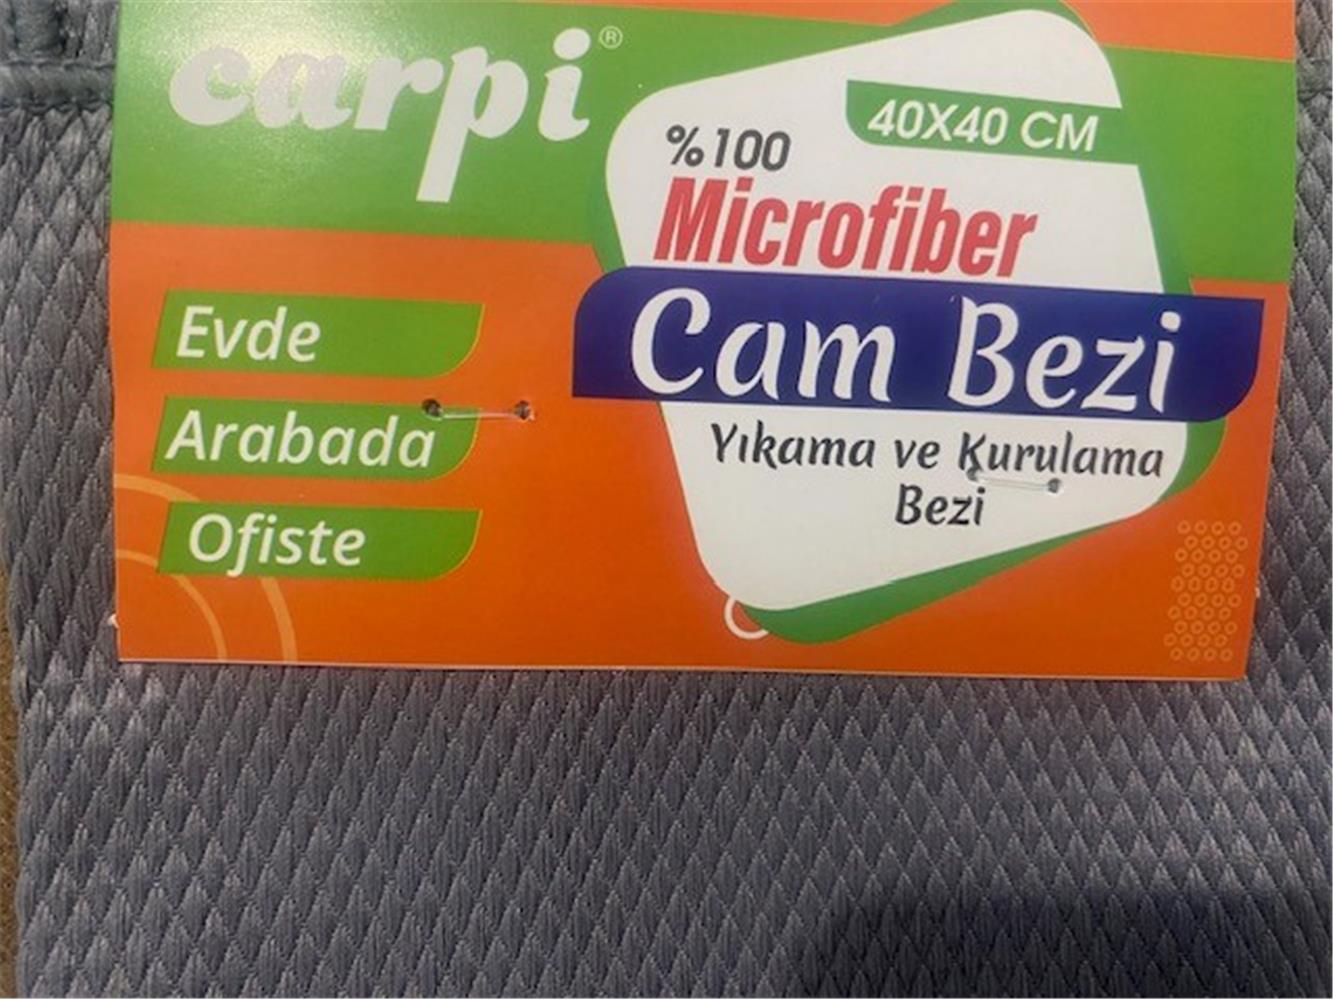 carpi®
40X40 CM
%100
Microfiber
Cam Bezi
Yıkama ve Kurulama
Bezi
Evde
Arabada
Ofiste